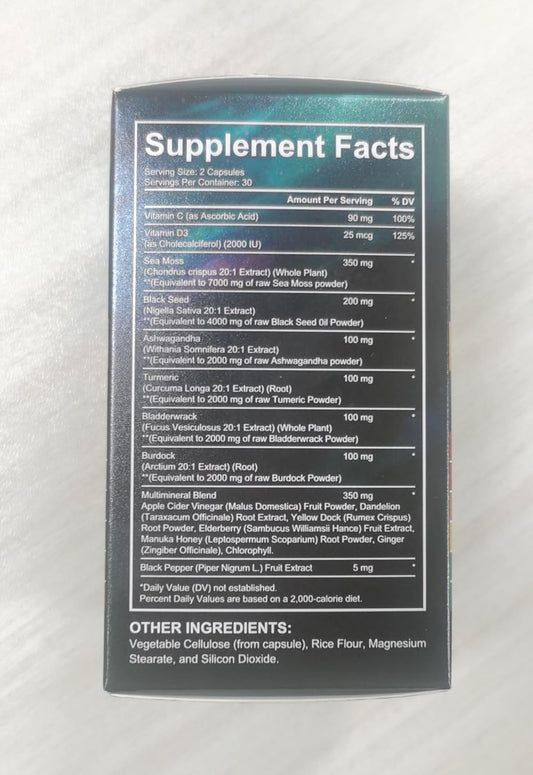 Supplement Facts
Serving Size: 2 Capsules
Servings Per Container: 30
Amount Per Serving % DV
Vitamin C (as Ascorbic Acid) 90 mg 100%
Vitamin D3 25 mcg 125%
(as Cholecalciferol) (2000 IU)
Sea Moss 350 mg *
(Chondrus crispus 20:1 Extract) (Whole Plant)
**(Equivalent to 7000 mg of raw Sea Moss powder)
Black Seed 200 mg *
(Nigella Sativa 20:1 Extract)
**(Equivalent to 4000 mg of raw Black Seed 0il Powder)
Ashwagandha 100 mg *
(Withania Somnifera 20:1 Extract)
**(Equivalent to 2000 mg of raw Ashwagandha powder)
Turmeric 100 mg *
(Curcuma Longa 20:1 Extract) (Root)
**(Equivalent to 2000 mg of raw Tumeric Powder)
Bladderwrack 100 mg *
(Fucus Vesiculosus 20:1 Extract) (Whole Plant)
**(Equivalent to 2000 mg of raw Bladderwrack Powder)
Burdock 100 mg *
(Arctium 20:1 Extract) (Root)
**(Equivalent to 2000 mg of raw Burdock Powder)
Multimineral Blend 350 mg *
Apple Cider Vinegar (Malus Domestica) Fruit Powder, Dandelion
(Taraxacum Officinale) Root Extract, Yellow Dock (Rumex Crispus)
Root Powder, Elderberry (Sambucus Williamsii Hance) Fruit Extract,
Manuka Honey (Leptospermum Scoparium) Root Powder, Ginger
(Zingiber Officinale), Chlorophyll.
Black Pepper (Piper Nigrum L.) Fruit Extract 5 mg *
*Daily Value (DV) not established.
Percent Daily Values are based on a 2,000-calorie diet.
OTHER INGREDIENTS:
Vegetable Cellulose (from capsule), Rice Flour, Magnesium
Stearate, and Silicon Dioxide.